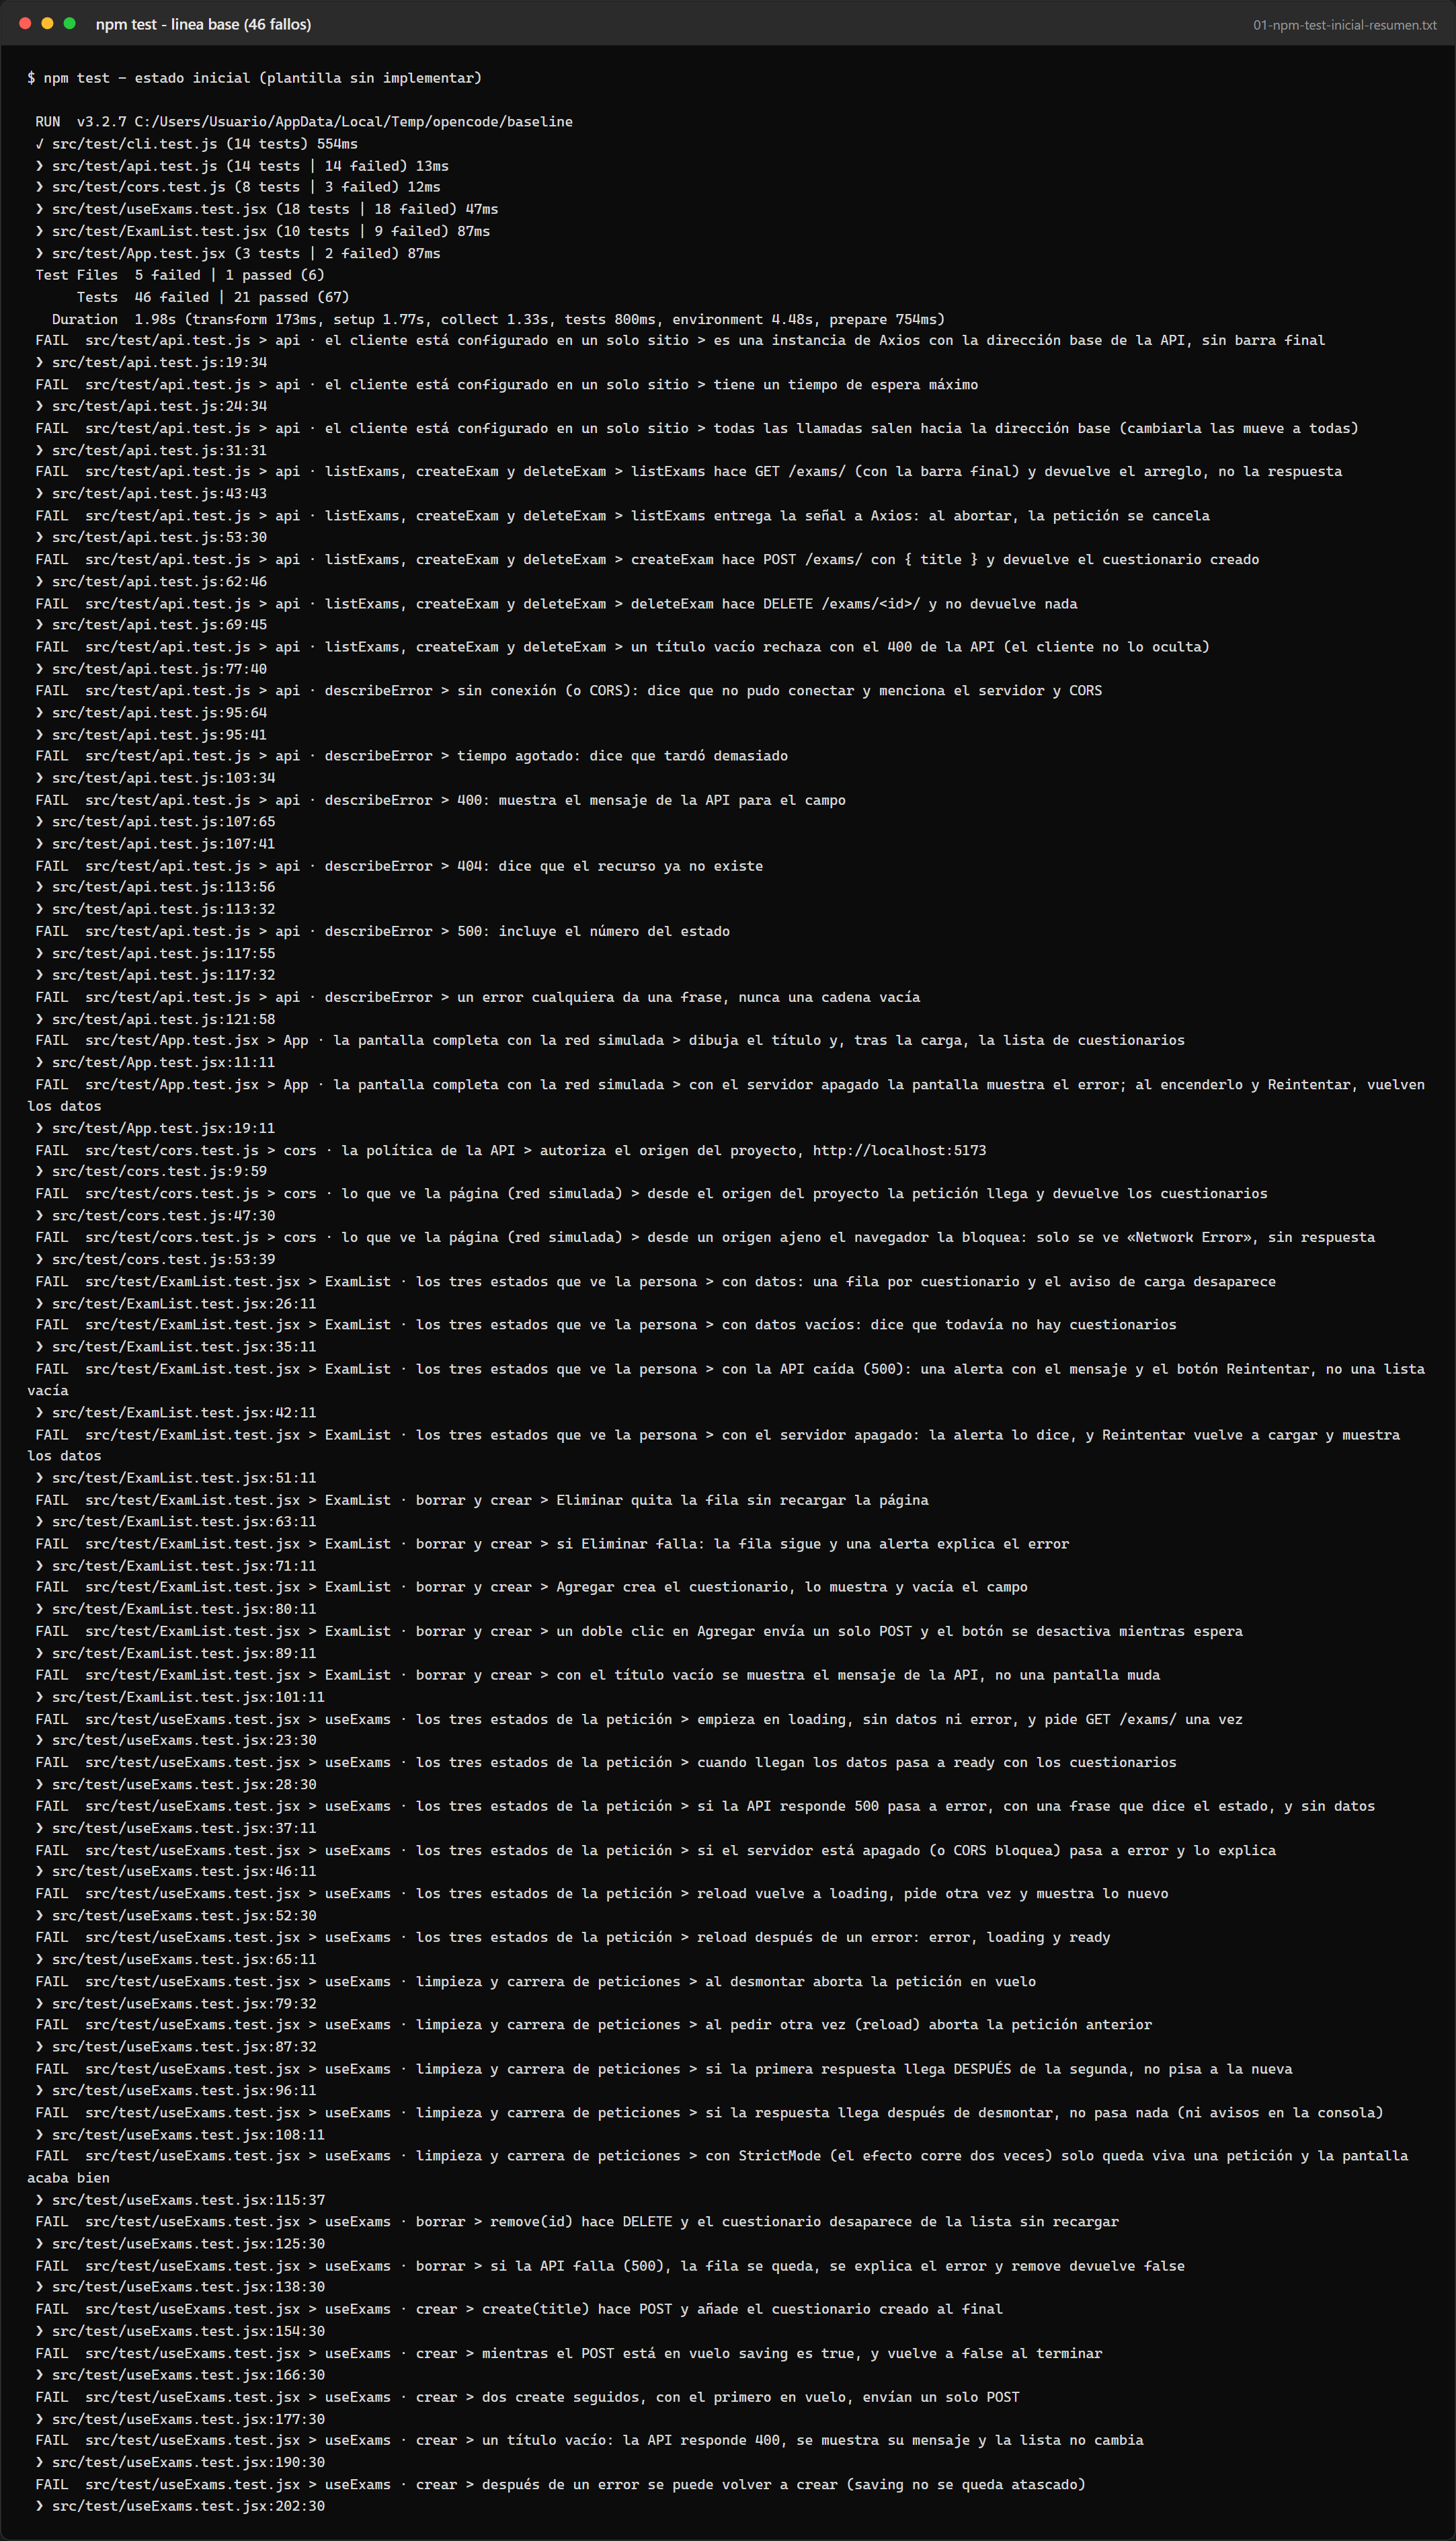 npm test - linea base (46 fallos)
01-npm-test-inicial-resumen.txt
$ npm test — estado inicial (plantilla sin implementar)
RUN  v3.2.7 C:/Users/Usuario/AppData/Local/Temp/opencode/baseline
✓ src/test/cli.test.js (14 tests) 554ms
❯ src/test/api.test.js (14 tests | 14 failed) 13ms
❯ src/test/cors.test.js (8 tests | 3 failed) 12ms
❯ src/test/useExams.test.jsx (18 tests | 18 failed) 47ms
❯ src/test/ExamList.test.jsx (10 tests | 9 failed) 87ms
❯ src/test/App.test.jsx (3 tests | 2 failed) 87ms
Test Files  5 failed | 1 passed (6)
Tests  46 failed | 21 passed (67)
Duration  1.98s (transform 173ms, setup 1.77s, collect 1.33s, tests 800ms, environment 4.48s, prepare 754ms)
FAIL  src/test/api.test.js > api · el cliente está configurado en un solo sitio > es una instancia de Axios con la dirección base de la API, sin barra final
❯ src/test/api.test.js:19:34
FAIL  src/test/api.test.js > api · el cliente está configurado en un solo sitio > tiene un tiempo de espera máximo
❯ src/test/api.test.js:24:34
FAIL  src/test/api.test.js > api · el cliente está configurado en un solo sitio > todas las llamadas salen hacia la dirección base (cambiarla las mueve a todas)
❯ src/test/api.test.js:31:31
FAIL  src/test/api.test.js > api · listExams, createExam y deleteExam > listExams hace GET /exams/ (con la barra final) y devuelve el arreglo, no la respuesta
❯ src/test/api.test.js:43:43
FAIL  src/test/api.test.js > api · listExams, createExam y deleteExam > listExams entrega la señal a Axios: al abortar, la petición se cancela
❯ src/test/api.test.js:53:30
FAIL  src/test/api.test.js > api · listExams, createExam y deleteExam > createExam hace POST /exams/ con { title } y devuelve el cuestionario creado
❯ src/test/api.test.js:62:46
FAIL  src/test/api.test.js > api · listExams, createExam y deleteExam > deleteExam hace DELETE /exams/<id>/ y no devuelve nada
❯ src/test/api.test.js:69:45
FAIL  src/test/api.test.js > api · listExams, createExam y deleteExam > un título vacío rechaza con el 400 de la API (el cliente no lo oculta)
❯ src/test/api.test.js:77:40
FAIL  src/test/api.test.js > api · describeError > sin conexión (o CORS): dice que no pudo conectar y menciona el servidor y CORS
❯ src/test/api.test.js:95:64
❯ src/test/api.test.js:95:41
FAIL  src/test/api.test.js > api · describeError > tiempo agotado: dice que tardó demasiado
❯ src/test/api.test.js:103:34
FAIL  src/test/api.test.js > api · describeError > 400: muestra el mensaje de la API para el campo
❯ src/test/api.test.js:107:65
❯ src/test/api.test.js:107:41
FAIL  src/test/api.test.js > api · describeError > 404: dice que el recurso ya no existe
❯ src/test/api.test.js:113:56
❯ src/test/api.test.js:113:32
FAIL  src/test/api.test.js > api · describeError > 500: incluye el número del estado
❯ src/test/api.test.js:117:55
❯ src/test/api.test.js:117:32
FAIL  src/test/api.test.js > api · describeError > un error cualquiera da una frase, nunca una cadena vacía
❯ src/test/api.test.js:121:58
FAIL  src/test/App.test.jsx > App · la pantalla completa con la red simulada > dibuja el título y, tras la carga, la lista de cuestionarios
❯ src/test/App.test.jsx:11:11
FAIL  src/test/App.test.jsx > App · la pantalla completa con la red simulada > con el servidor apagado la pantalla muestra el error; al encenderlo y Reintentar, vuelven
los datos
❯ src/test/App.test.jsx:19:11
FAIL  src/test/cors.test.js > cors · la política de la API > autoriza el origen del proyecto, http://localhost:5173
❯ src/test/cors.test.js:9:59
FAIL  src/test/cors.test.js > cors · lo que ve la página (red simulada) > desde el origen del proyecto la petición llega y devuelve los cuestionarios
❯ src/test/cors.test.js:47:30
FAIL  src/test/cors.test.js > cors · lo que ve la página (red simulada) > desde un origen ajeno el navegador la bloquea: solo se ve «Network Error», sin respuesta
❯ src/test/cors.test.js:53:39
FAIL  src/test/ExamList.test.jsx > ExamList · los tres estados que ve la persona > con datos: una fila por cuestionario y el aviso de carga desaparece
❯ src/test/ExamList.test.jsx:26:11
FAIL  src/test/ExamList.test.jsx > ExamList · los tres estados que ve la persona > con datos vacíos: dice que todavía no hay cuestionarios
❯ src/test/ExamList.test.jsx:35:11
FAIL  src/test/ExamList.test.jsx > ExamList · los tres estados que ve la persona > con la API caída (500): una alerta con el mensaje y el botón Reintentar, no una lista
vacía
❯ src/test/ExamList.test.jsx:42:11
FAIL  src/test/ExamList.test.jsx > ExamList · los tres estados que ve la persona > con el servidor apagado: la alerta lo dice, y Reintentar vuelve a cargar y muestra
los datos
❯ src/test/ExamList.test.jsx:51:11
FAIL  src/test/ExamList.test.jsx > ExamList · borrar y crear > Eliminar quita la fila sin recargar la página
❯ src/test/ExamList.test.jsx:63:11
FAIL  src/test/ExamList.test.jsx > ExamList · borrar y crear > si Eliminar falla: la fila sigue y una alerta explica el error
❯ src/test/ExamList.test.jsx:71:11
FAIL  src/test/ExamList.test.jsx > ExamList · borrar y crear > Agregar crea el cuestionario, lo muestra y vacía el campo
❯ src/test/ExamList.test.jsx:80:11
FAIL  src/test/ExamList.test.jsx > ExamList · borrar y crear > un doble clic en Agregar envía un solo POST y el botón se desactiva mientras espera
❯ src/test/ExamList.test.jsx:89:11
FAIL  src/test/ExamList.test.jsx > ExamList · borrar y crear > con el título vacío se muestra el mensaje de la API, no una pantalla muda
❯ src/test/ExamList.test.jsx:101:11
FAIL  src/test/useExams.test.jsx > useExams · los tres estados de la petición > empieza en loading, sin datos ni error, y pide GET /exams/ una vez
❯ src/test/useExams.test.jsx:23:30
FAIL  src/test/useExams.test.jsx > useExams · los tres estados de la petición > cuando llegan los datos pasa a ready con los cuestionarios
❯ src/test/useExams.test.jsx:28:30
FAIL  src/test/useExams.test.jsx > useExams · los tres estados de la petición > si la API responde 500 pasa a error, con una frase que dice el estado, y sin datos
❯ src/test/useExams.test.jsx:37:11
FAIL  src/test/useExams.test.jsx > useExams · los tres estados de la petición > si el servidor está apagado (o CORS bloquea) pasa a error y lo explica
❯ src/test/useExams.test.jsx:46:11
FAIL  src/test/useExams.test.jsx > useExams · los tres estados de la petición > reload vuelve a loading, pide otra vez y muestra lo nuevo
❯ src/test/useExams.test.jsx:52:30
FAIL  src/test/useExams.test.jsx > useExams · los tres estados de la petición > reload después de un error: error, loading y ready
❯ src/test/useExams.test.jsx:65:11
FAIL  src/test/useExams.test.jsx > useExams · limpieza y carrera de peticiones > al desmontar aborta la petición en vuelo
❯ src/test/useExams.test.jsx:79:32
FAIL  src/test/useExams.test.jsx > useExams · limpieza y carrera de peticiones > al pedir otra vez (reload) aborta la petición anterior
❯ src/test/useExams.test.jsx:87:32
FAIL  src/test/useExams.test.jsx > useExams · limpieza y carrera de peticiones > si la primera respuesta llega DESPUÉS de la segunda, no pisa a la nueva
❯ src/test/useExams.test.jsx:96:11
FAIL  src/test/useExams.test.jsx > useExams · limpieza y carrera de peticiones > si la respuesta llega después de desmontar, no pasa nada (ni avisos en la consola)
❯ src/test/useExams.test.jsx:108:11
FAIL  src/test/useExams.test.jsx > useExams · limpieza y carrera de peticiones > con StrictMode (el efecto corre dos veces) solo queda viva una petición y la pantalla
acaba bien
❯ src/test/useExams.test.jsx:115:37
FAIL  src/test/useExams.test.jsx > useExams · borrar > remove(id) hace DELETE y el cuestionario desaparece de la lista sin recargar
❯ src/test/useExams.test.jsx:125:30
FAIL  src/test/useExams.test.jsx > useExams · borrar > si la API falla (500), la fila se queda, se explica el error y remove devuelve false
❯ src/test/useExams.test.jsx:138:30
FAIL  src/test/useExams.test.jsx > useExams · crear > create(title) hace POST y añade el cuestionario creado al final
❯ src/test/useExams.test.jsx:154:30
FAIL  src/test/useExams.test.jsx > useExams · crear > mientras el POST está en vuelo saving es true, y vuelve a false al terminar
❯ src/test/useExams.test.jsx:166:30
FAIL  src/test/useExams.test.jsx > useExams · crear > dos create seguidos, con el primero en vuelo, envían un solo POST
❯ src/test/useExams.test.jsx:177:30
FAIL  src/test/useExams.test.jsx > useExams · crear > un título vacío: la API responde 400, se muestra su mensaje y la lista no cambia
❯ src/test/useExams.test.jsx:190:30
FAIL  src/test/useExams.test.jsx > useExams · crear > después de un error se puede volver a crear (saving no se queda atascado)
❯ src/test/useExams.test.jsx:202:30